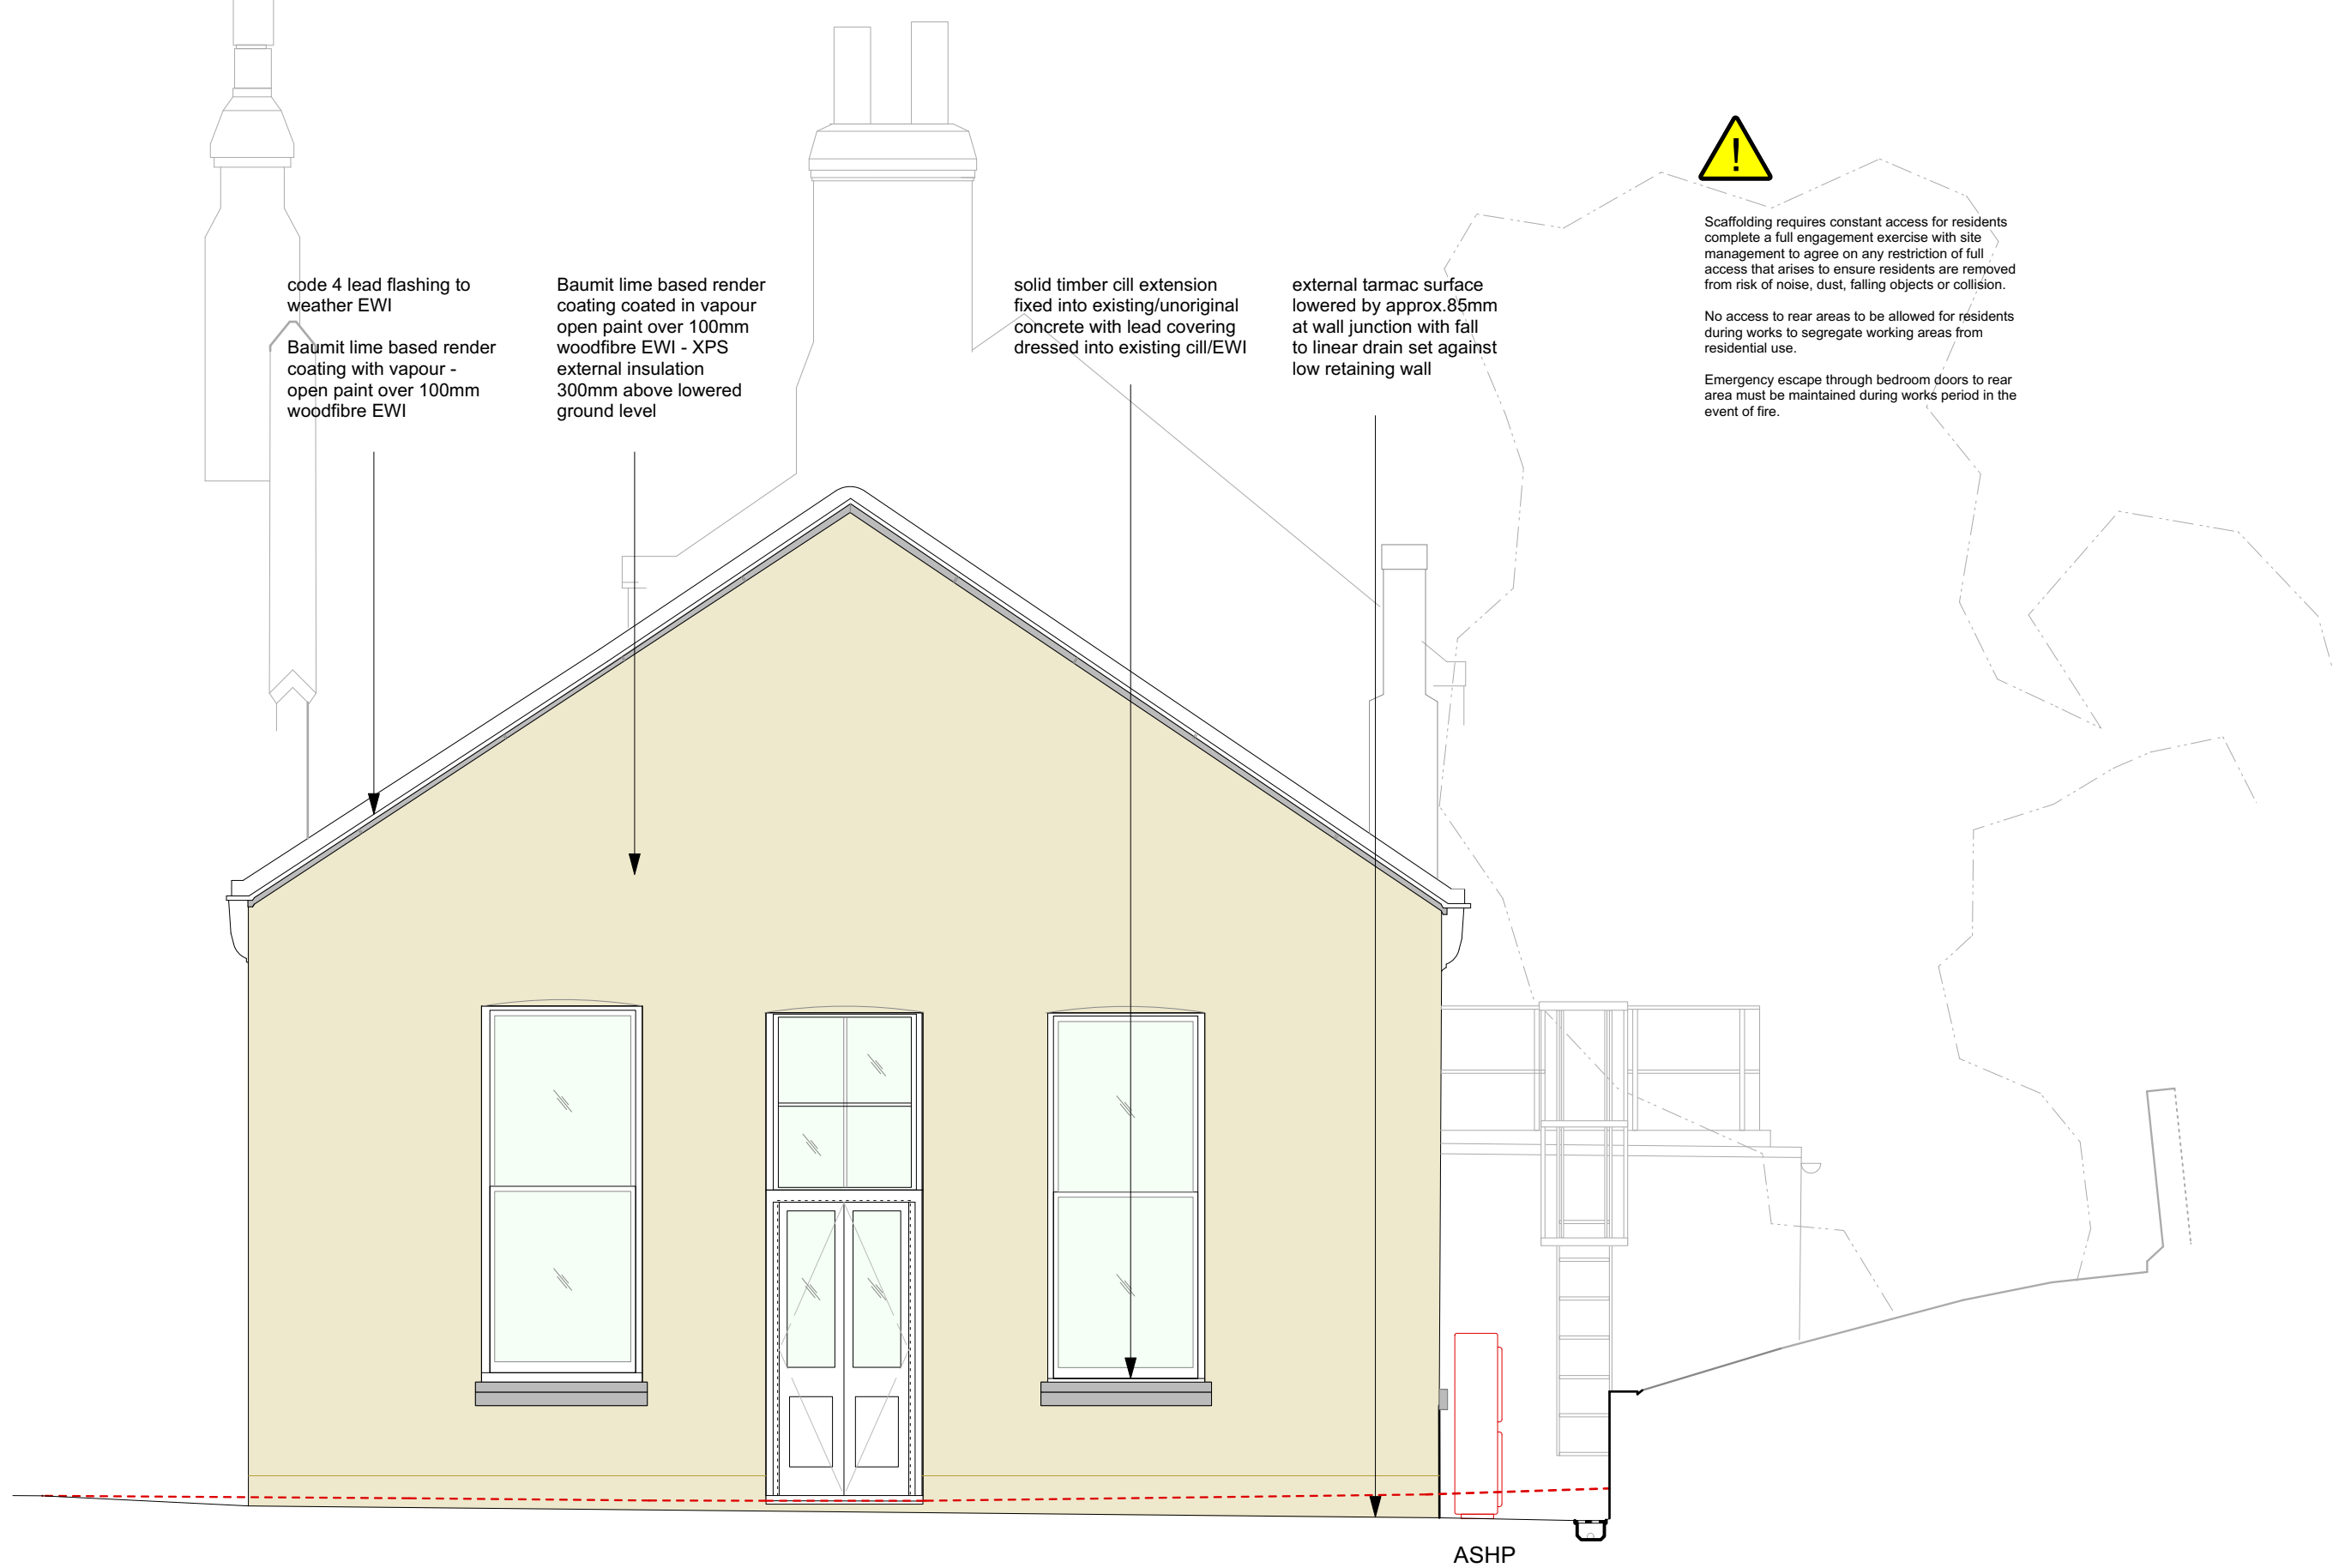 code 4 lead flashing to
weather EWI
Baumit lime based render
coating with vapour -
open paint over 100mm
woodfibre EWI
Baumit lime based render
coating coated in vapour
open paint over 100mm
woodfibre EWI - XPS
external insulation
300mm above lowered
ground level
solid timber cill extension
fixed into existing/unoriginal
concrete with lead covering
dressed into existing cill/EWI
external tarmac surface
lowered by approx.85mm
at wall junction with fall
to linear drain set against
low retaining wall
!
Scaffolding requires constant access for residents
complete a full engagement exercise with site
management to agree on any restriction of full
access that arises to ensure residents are removed
from risk of noise, dust, falling objects or collision.
No access to rear areas to be allowed for residents
during works to segregate working areas from
residential use.
Emergency escape through bedroom doors to rear
area must be maintained during works period in the
event of fire.
ASHP